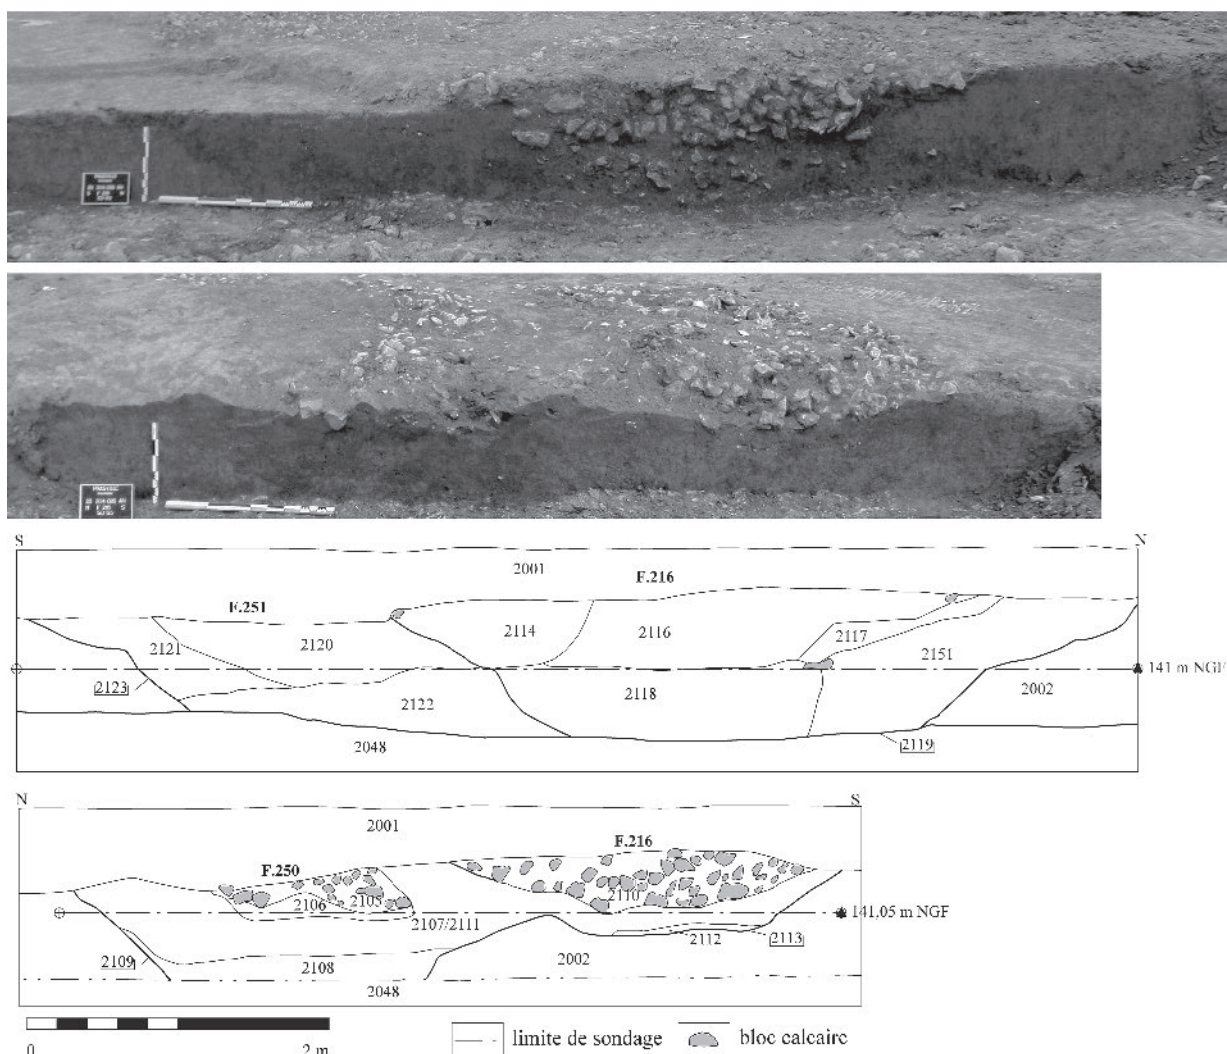 S N
2001
F.216
F.251
2114 2116
2121 2120 2117
2151
141 m NGF
2123 2118 2002
2122
2048 2119
N S
2001
F.216
F.250
2106 2105 2110
141,05 m NGF
2107/2111
2112 2113
2109 2108 2002
2048
limite de sondage bloc calcaire
0 2 m